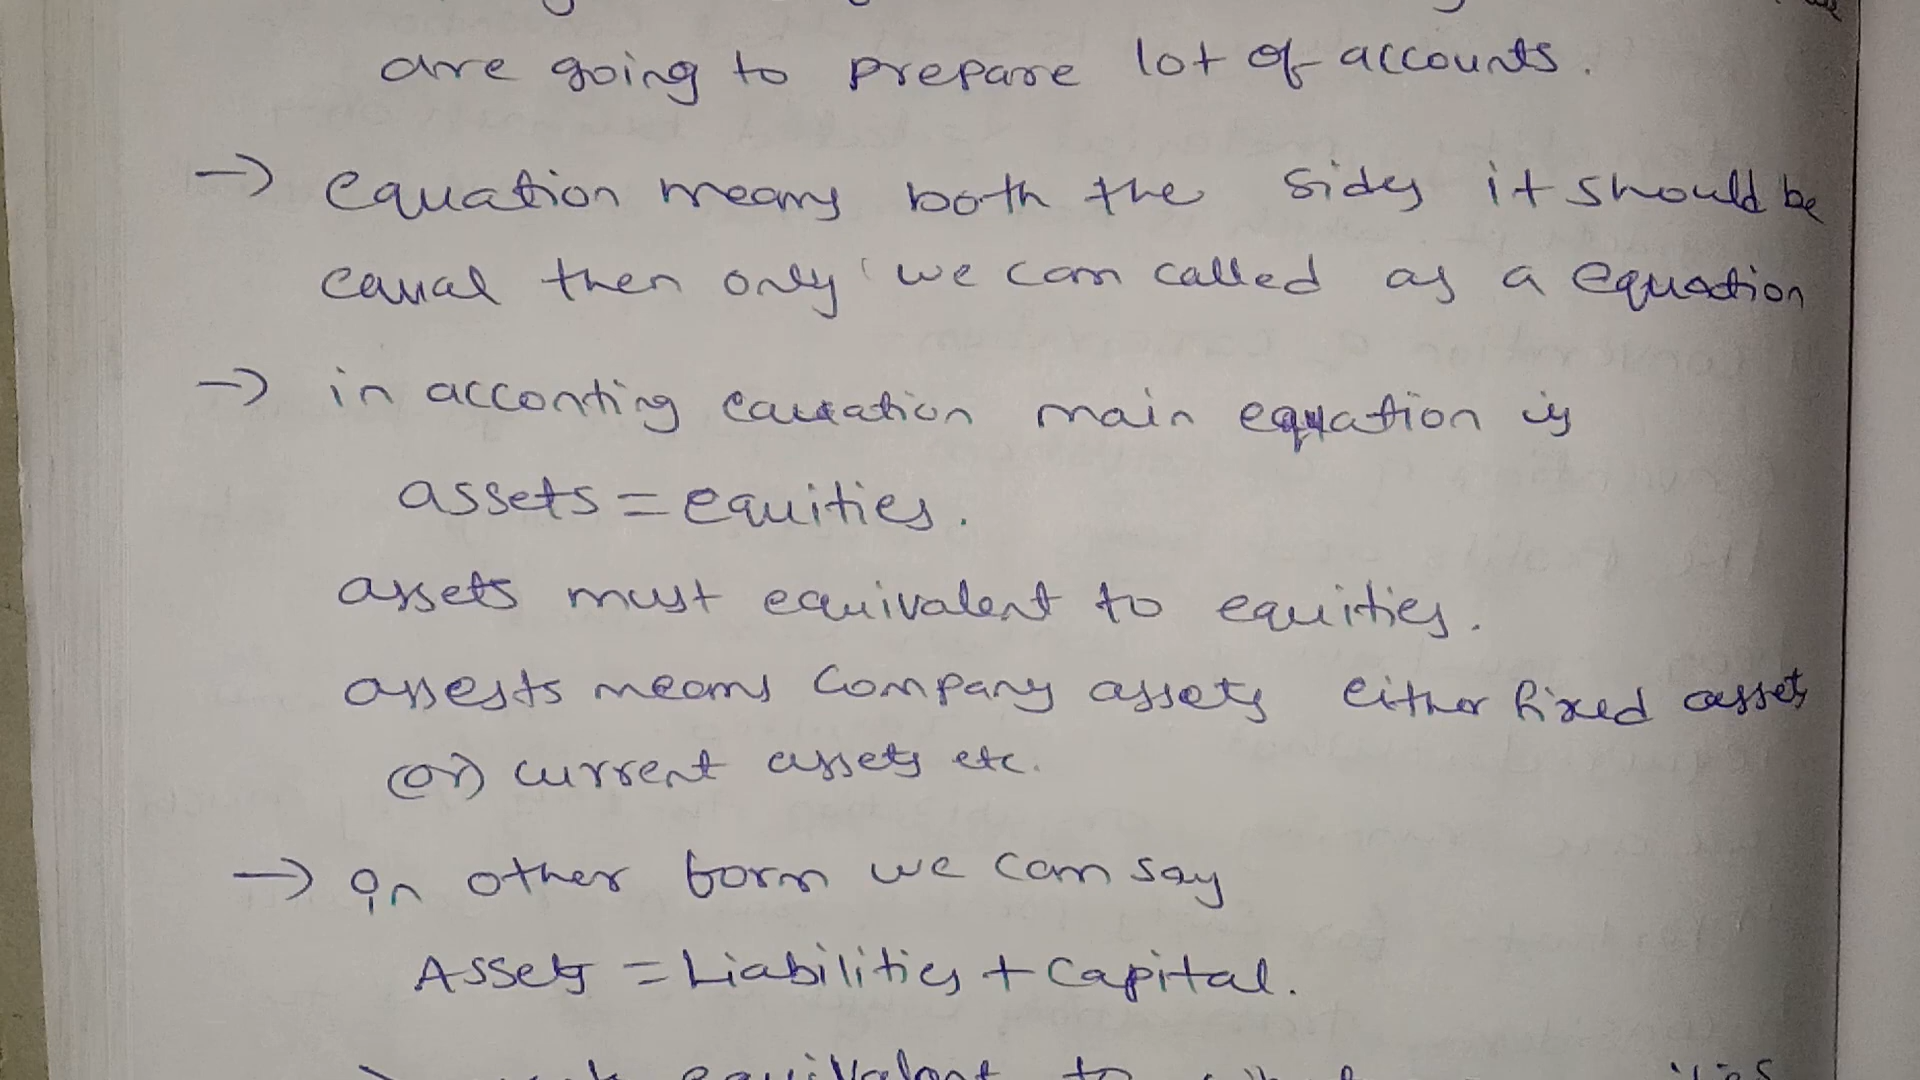 are going to prepare lot of accounts.
→ equation means both the sides it should be
equal then only we can called as a equation
→ in acconting equation main equation is
assets = equities.
assets must equivalent to equities.
assests means Company assets either fixed assets
(or) current assets etc.
→ In other form we can say
Assets = Liabilities + Capital.
equivalent to